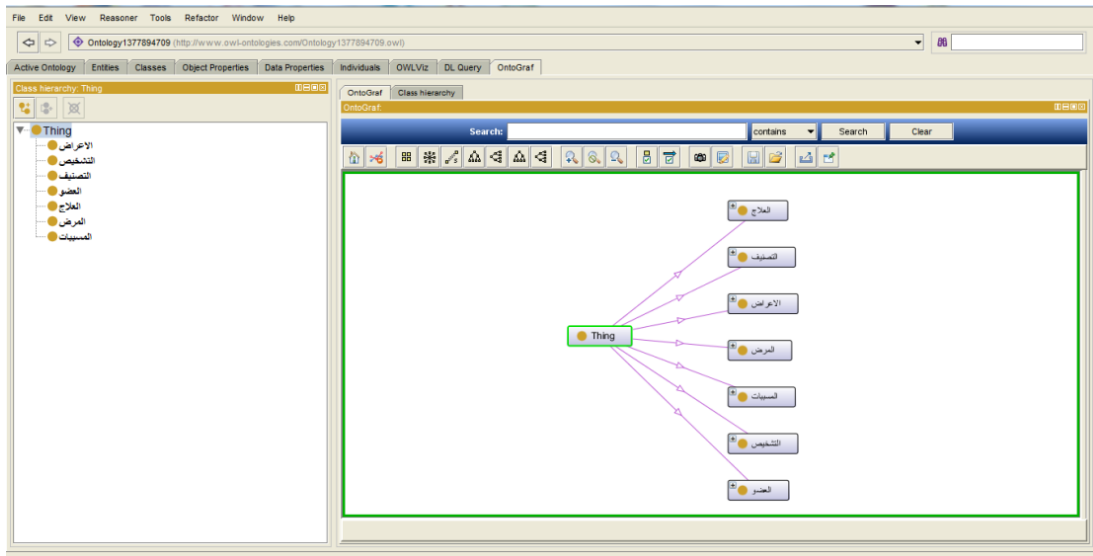 File Edit View Reasoner Tools Refactor Window Help
Ontology1377894709 (http://www.owl-ontologies.com/Ontology1377894709.owl)
Active Ontology Entities Classes Object Properties Data Properties Individuals OWLViz DL Query OntoGraf
Class hierarchy: Thing
Thing
الاعراض
التشخيص
التصنيف
العضو
العلاج
المرض
المسببات
OntoGraf Class hierarchy
OntoGraf:
Search: contains Search Clear
العلاج
التصنيف
الاعراض
Thing
المرض
المسببات
التشخيص
العضو